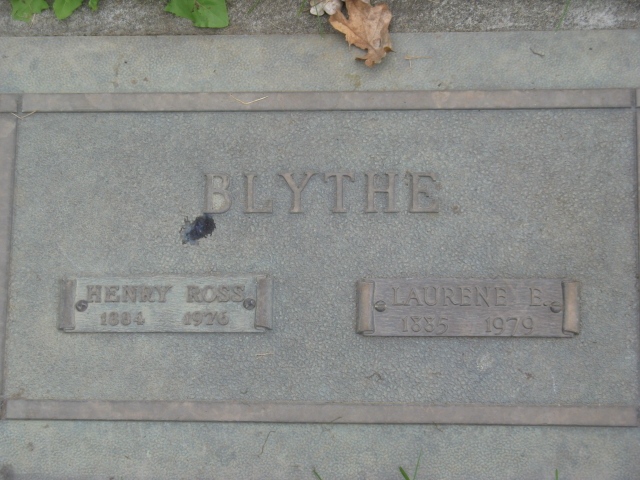 BLYTHE
HENRY ROSS
1884 1976
LAURENE E.
1885 1979